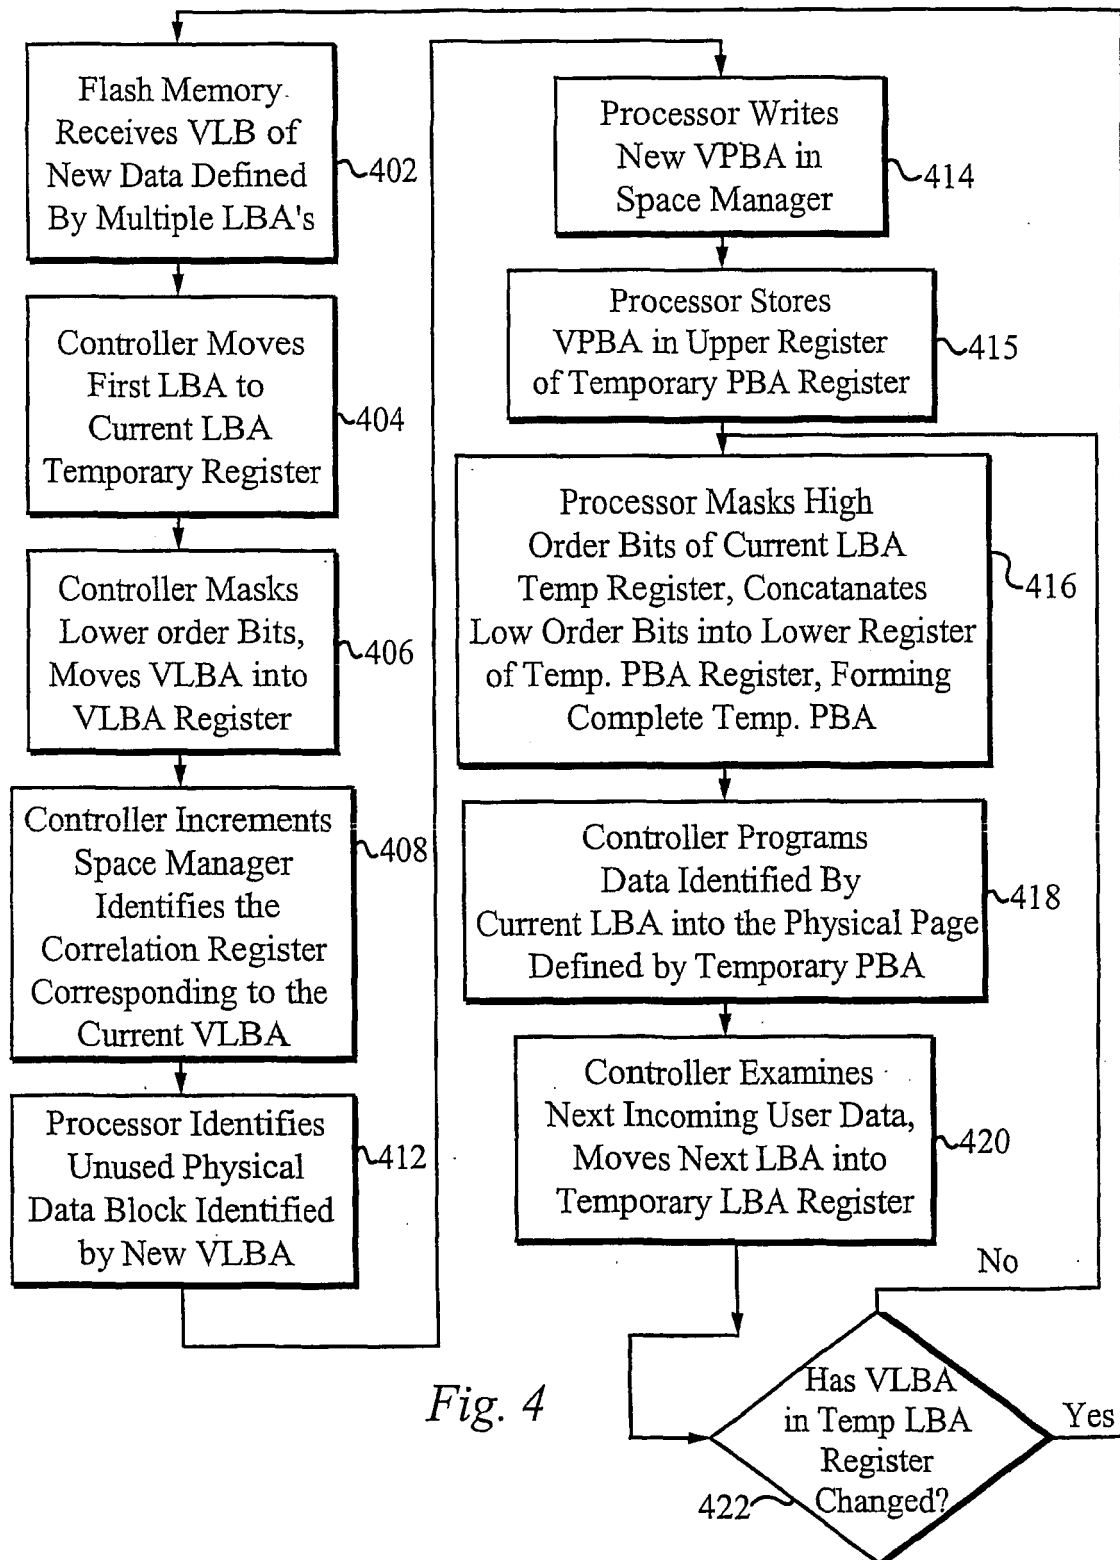 Flash Memory
Receives VLB of
New Data Defined
By Multiple LBA's
402
Controller Moves
First LBA to
Current LBA
Temporary Register
404
Controller Masks
Lower order Bits,
Moves VLBA into
VLBA Register
406
Controller Increments
Space Manager
Identifies the
Correlation Register
Corresponding to the
Current VLBA
408
Processor Identifies
Unused Physical
Data Block Identified
by New VLBA
412
Processor Writes
New VPBA in
Space Manager
414
Processor Stores
VPBA in Upper Register
of Temporary PBA Register
415
Processor Masks High
Order Bits of Current LBA
Temp Register, Concatanates
Low Order Bits into Lower Register
of Temp. PBA Register, Forming
Complete Temp. PBA
416
Controller Programs
Data Identified By
Current LBA into the Physical Page
Defined by Temporary PBA
418
Controller Examines
Next Incoming User Data,
Moves Next LBA into
Temporary LBA Register
420
No
Has VLBA
in Temp LBA
Register
Changed?
Yes
422
Fig. 4